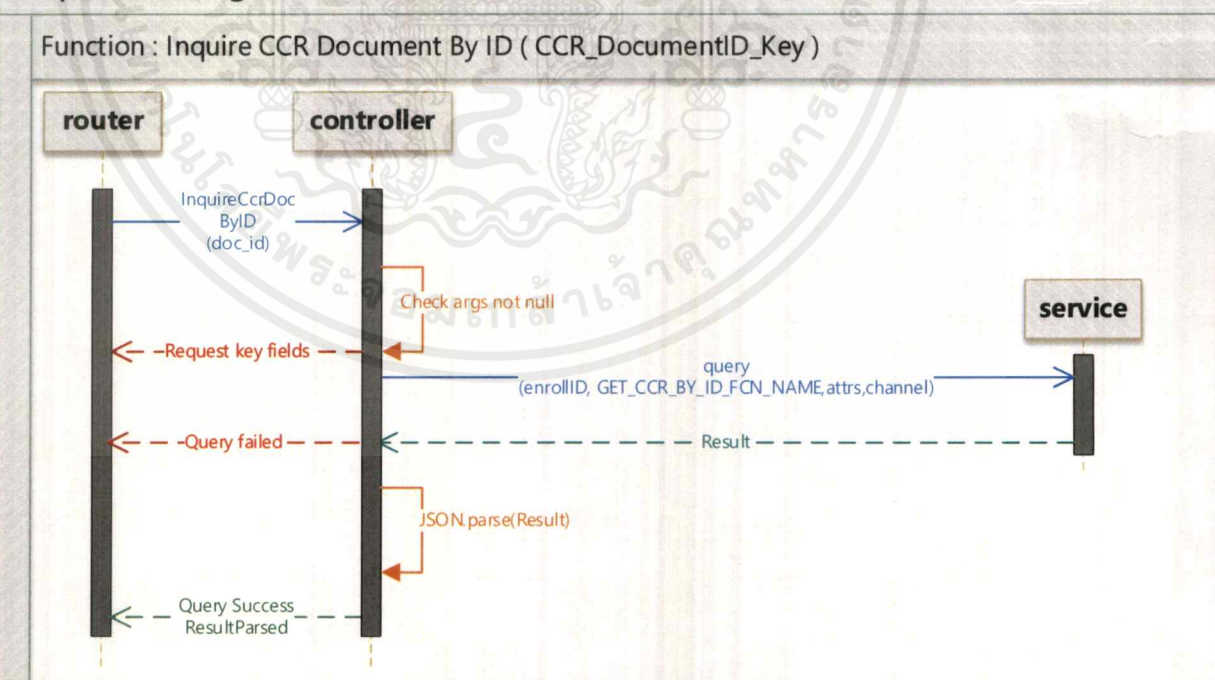 Function : Inquire CCR Document By ID ( CCR_DocumentID_Key )
router
controller
InquireCcrDoc
ByID
(doc_id)
Check args not null
service
Request key fields
query
(enrollID, GET_CCR_BY_ID_FCN_NAME,attrs,channel)
Query failed
Result
JSON.parse(Result)
Query Success
ResultParsed